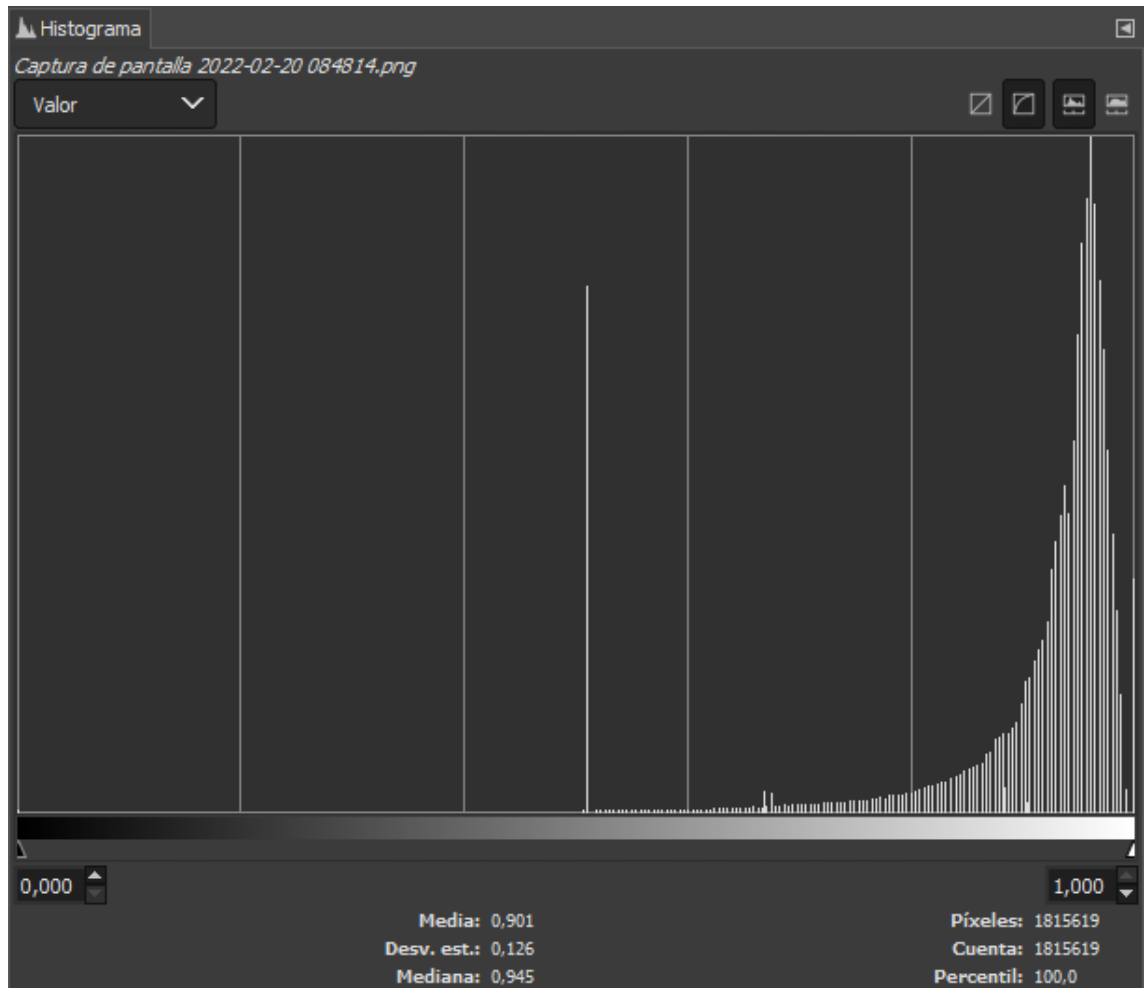 Histograma
Captura de pantalla 2022-02-20 084814.png
Valor
0,000 1,000
Media: 0,901 Píxeles: 1815619
Desv. est.: 0,126 Cuenta: 1815619
Mediana: 0,945 Percentil: 100,0